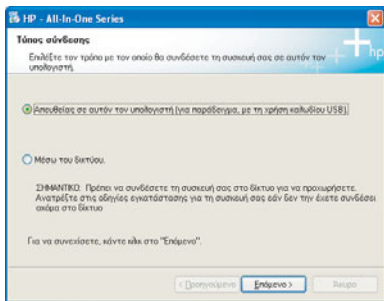 HP - All-In-One Series
Τύπος σύνδεσης
Επιλέξτε τον τρόπο με τον οποίο θα συνδέσετε τη συσκευή σας σε αυτόν τον
υπολογιστή.
hp
Απευθείας σε αυτόν τον υπολογιστή (για παράδειγμα, με τη χρήση καλωδίου USB).
Μέσω του δικτύου.
ΣΗΜΑΝΤΙΚΟ: Πρέπει να συνδέσετε τη συσκευή σας στο δίκτυο για να προχωρήσετε.
Ανατρέξτε στις οδηγίες εγκατάστασης για τη συσκευή σας εάν δεν την έχετε συνδέσει
ακόμα στο δίκτυο
Για να συνεχίσετε, κάντε κλικ στο "Επόμενο".
< Προηγούμενο Επόμενο > Άκυρο